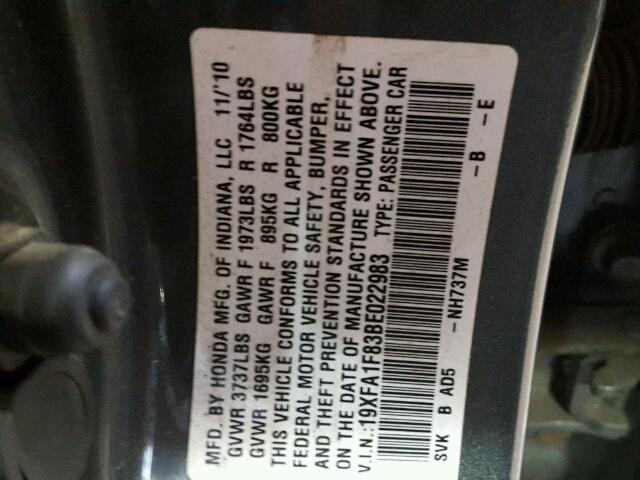 MFD. BY HONDA MFG. OF INDIANA, LLC 11/'10
GVWR 3737LBS GAWR F 1973LBS R 1764LBS
GVWR 1695KG GAWR F 895KG R 800KG
THIS VEHICLE CONFORMS TO ALL APPLICABLE
FEDERAL MOTOR VEHICLE SAFETY, BUMPER,
AND THEFT PREVENTION STANDARDS IN EFFECT
ON THE DATE OF MANUFACTURE SHOWN ABOVE.
V.I.N.:19XFA1F83BE022983 TYPE: PASSENGER CAR
SVK B AD5 -NH737M -B -E